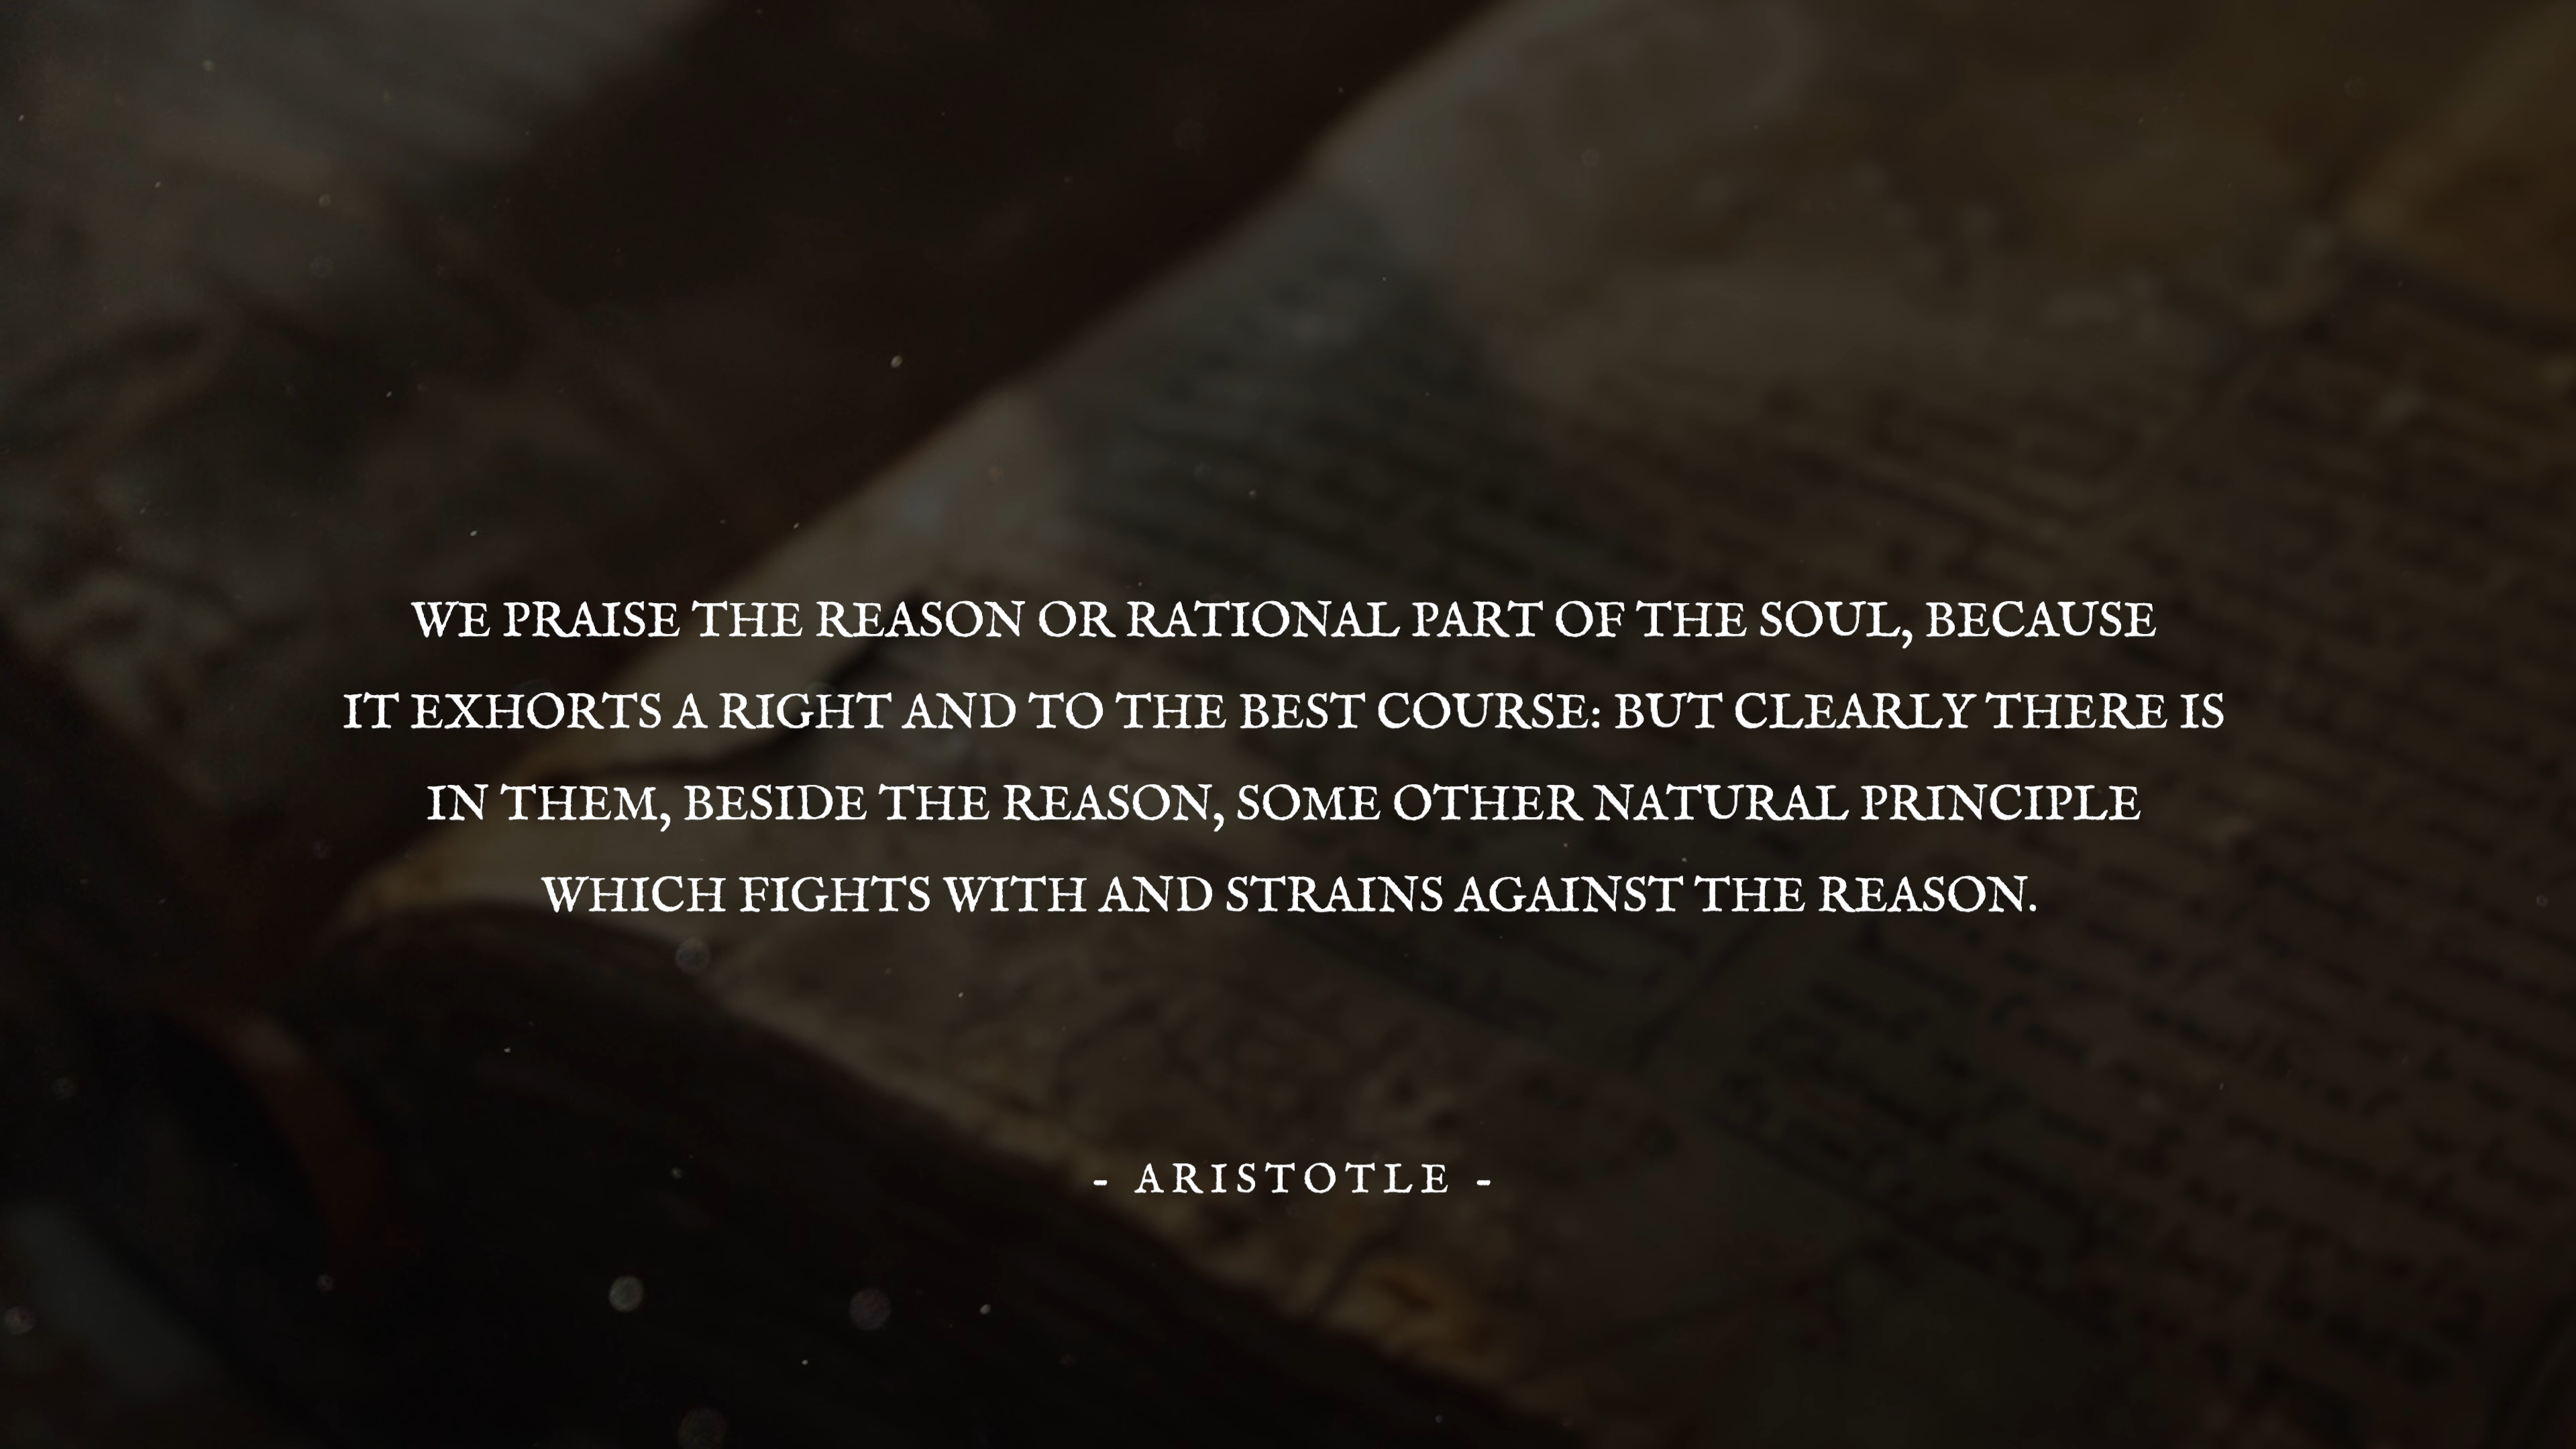 WE PRAISE THE REASON OR RATIONAL PART OF THE SOUL, BECAUSE
IT EXHORTS A RIGHT AND TO THE BEST COURSE: BUT CLEARLY THERE IS
IN THEM, BESIDE THE REASON, SOME OTHER NATURAL PRINCIPLE
WHICH FIGHTS WITH AND STRAINS AGAINST THE REASON.
- ARISTOTLE -